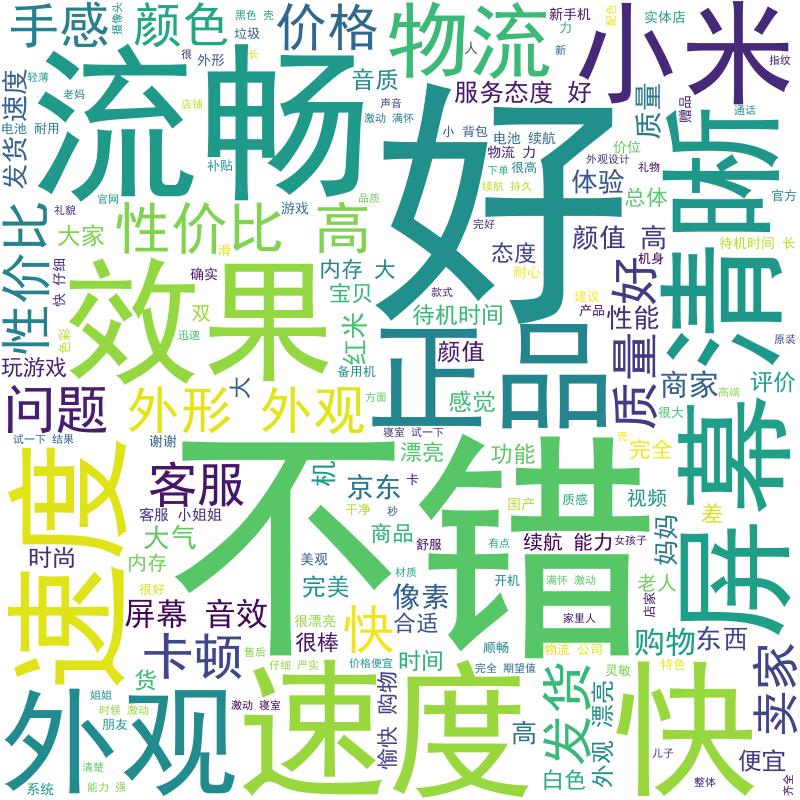 手感
摄像头
颜色
黑色 壳
垃圾
很 外形
长
价格
物流
新手机
力
人
新
小米
配色
实体店
指纹
发货 速度
轻薄
老妈
电池 耐用
流畅
店铺
补贴
音质
声音
激动 满怀
服务态度 好
小 背包
电池 续航
物流 力
下单 很高
续航 持久
好
外观设计
价位
礼物
体验
总体
质量
赠品
通话
清晰
官方
礼貌
官网
性价比
大家
性价比 高
游戏
品质
滑
完好
态度
耐心
颜值 高
机身
待机时间 长
快 仔细
色彩
效果
确实
双
迅速
内存 大
宝贝
红米
款式
待机时间
建议
产品
性能
质量 好
原装
玩游戏
备用机
正品
颜值
商家
评价
问题
外形 外观
大
方面
感觉
很大
高端
试一下 结果
谢谢
寝室 试一下
速度
客服
客服 小姐姐
不错
漂亮
机
京东
卡
功能
壳
完全
屏幕
干净
秒
国产
质感
视频
差
时尚
大气
内存
商品
舒服
有点
续航 能力
女孩子
妈妈
很好
美观
完美
材质
像素
开机
满怀 激动
老人
店家
屏幕 音效
很漂亮
很棒
快
合适
家里人
购物
东西
卡顿
售后
仔细 严实
价格便宜
时间
顺畅
完全 期望值
物流 公司
灵敏
特色
卖家
货
外观
姐姐
时候 激动
朋友
激动 寝室
速度
愉快 购物
高
发货
漂亮
外观
白色
快
儿子
便宜
清楚
系统
能力 强
整体
齐全